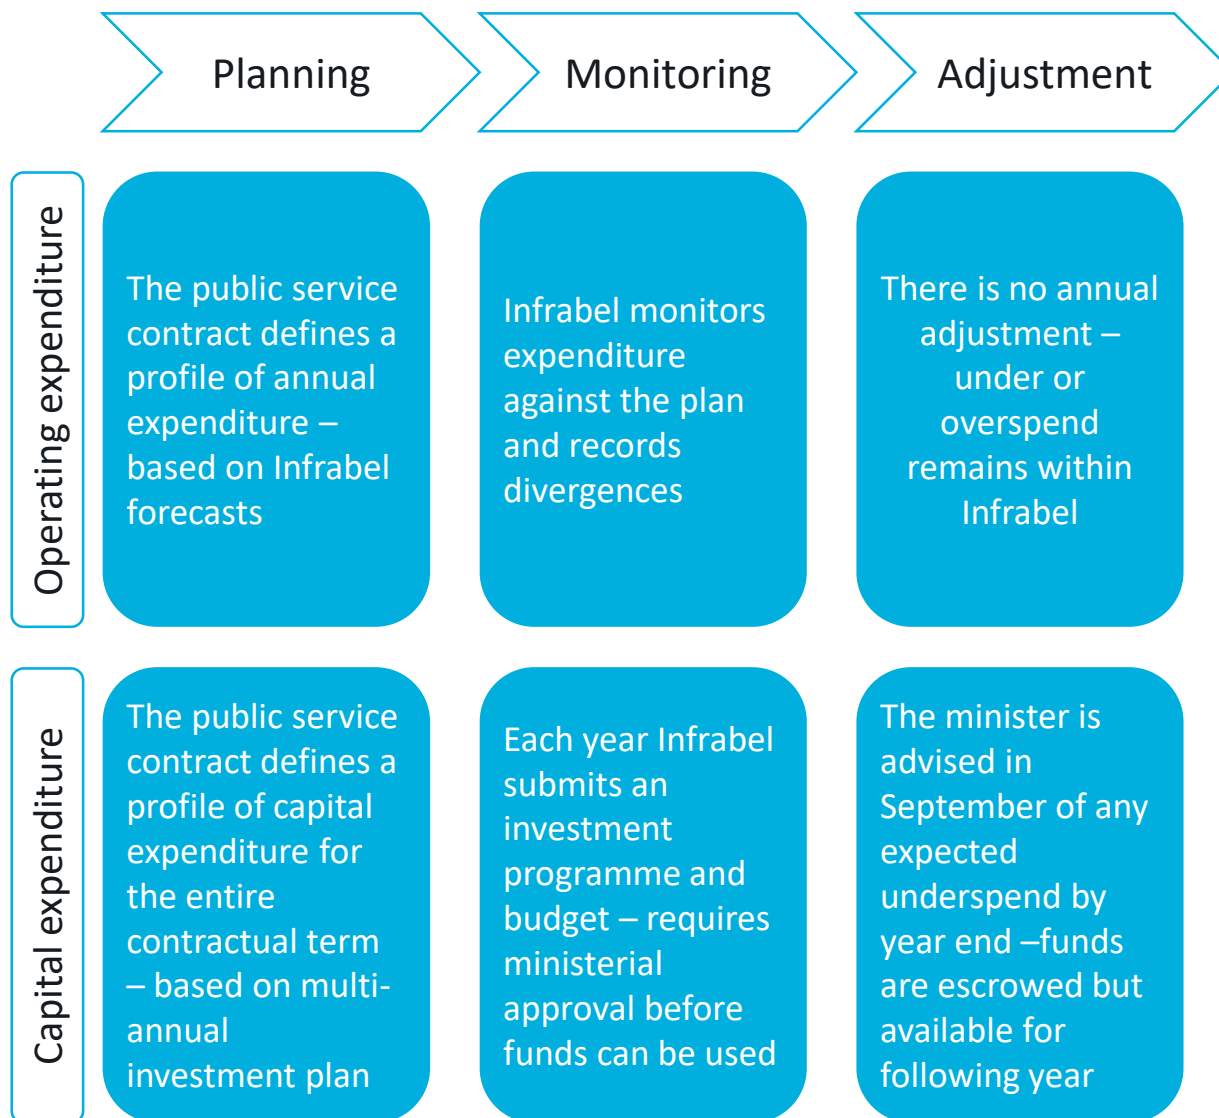 Planning
Monitoring
Adjustment
Operating expenditure
The public service
contract defines a
profile of annual
expenditure –
based on Infrabel
forecasts
Infrabel monitors
expenditure
against the plan
and records
divergences
There is no annual
adjustment –
under or
overspend
remains within
Infrabel
Capital expenditure
The public service
contract defines a
profile of capital
expenditure for
the entire
contractual term
– based on multi-
annual
investment plan
Each year Infrabel
submits an
investment
programme and
budget – requires
ministerial
approval before
funds can be used
The minister is
advised in
September of any
expected
underspend by
year end –funds
are escrowed but
available for
following year